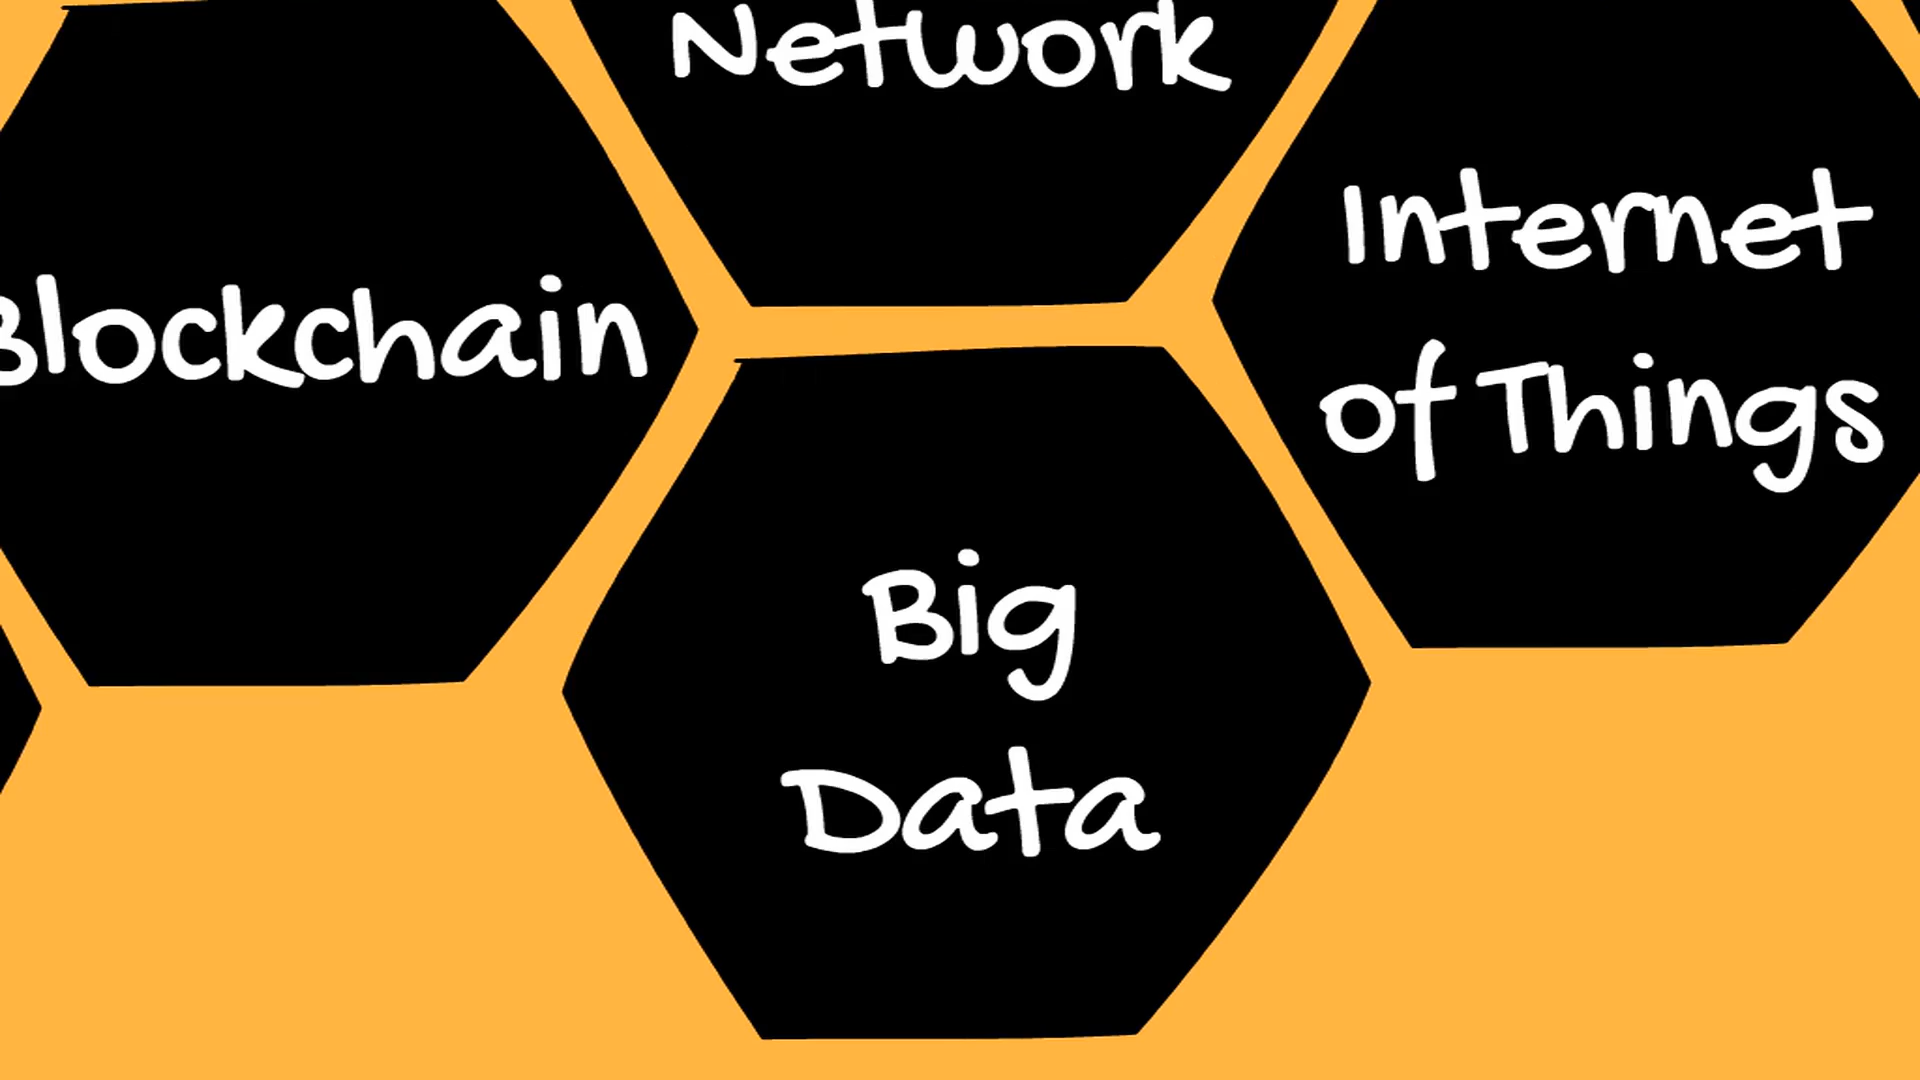 Network
Blockchain
Internet
of Things
Big
Data